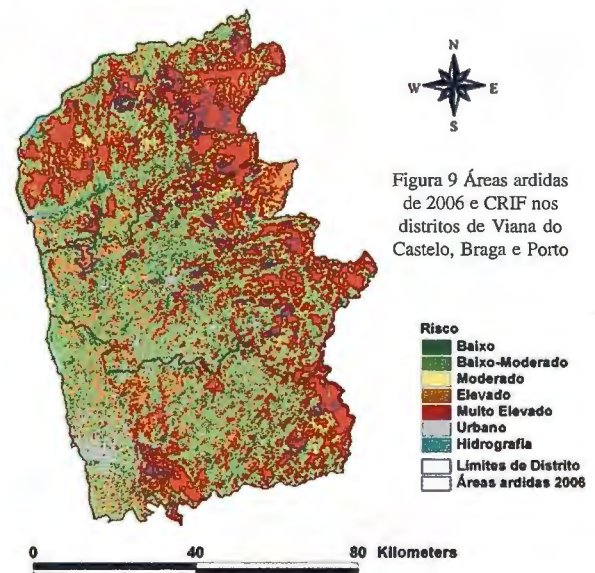 N
W E
S
Figura 9 Áreas ardidas
de 2006 e CRIF nos
distritos de Viana do
Castelo, Braga e Porto
Risco
Baixo
Baixo-Moderado
Moderado
Elevado
Muito Elevado
Urbano
Hidrografia
Limites de Distrito
Áreas ardidas 2006
0 40 80 Kilometers